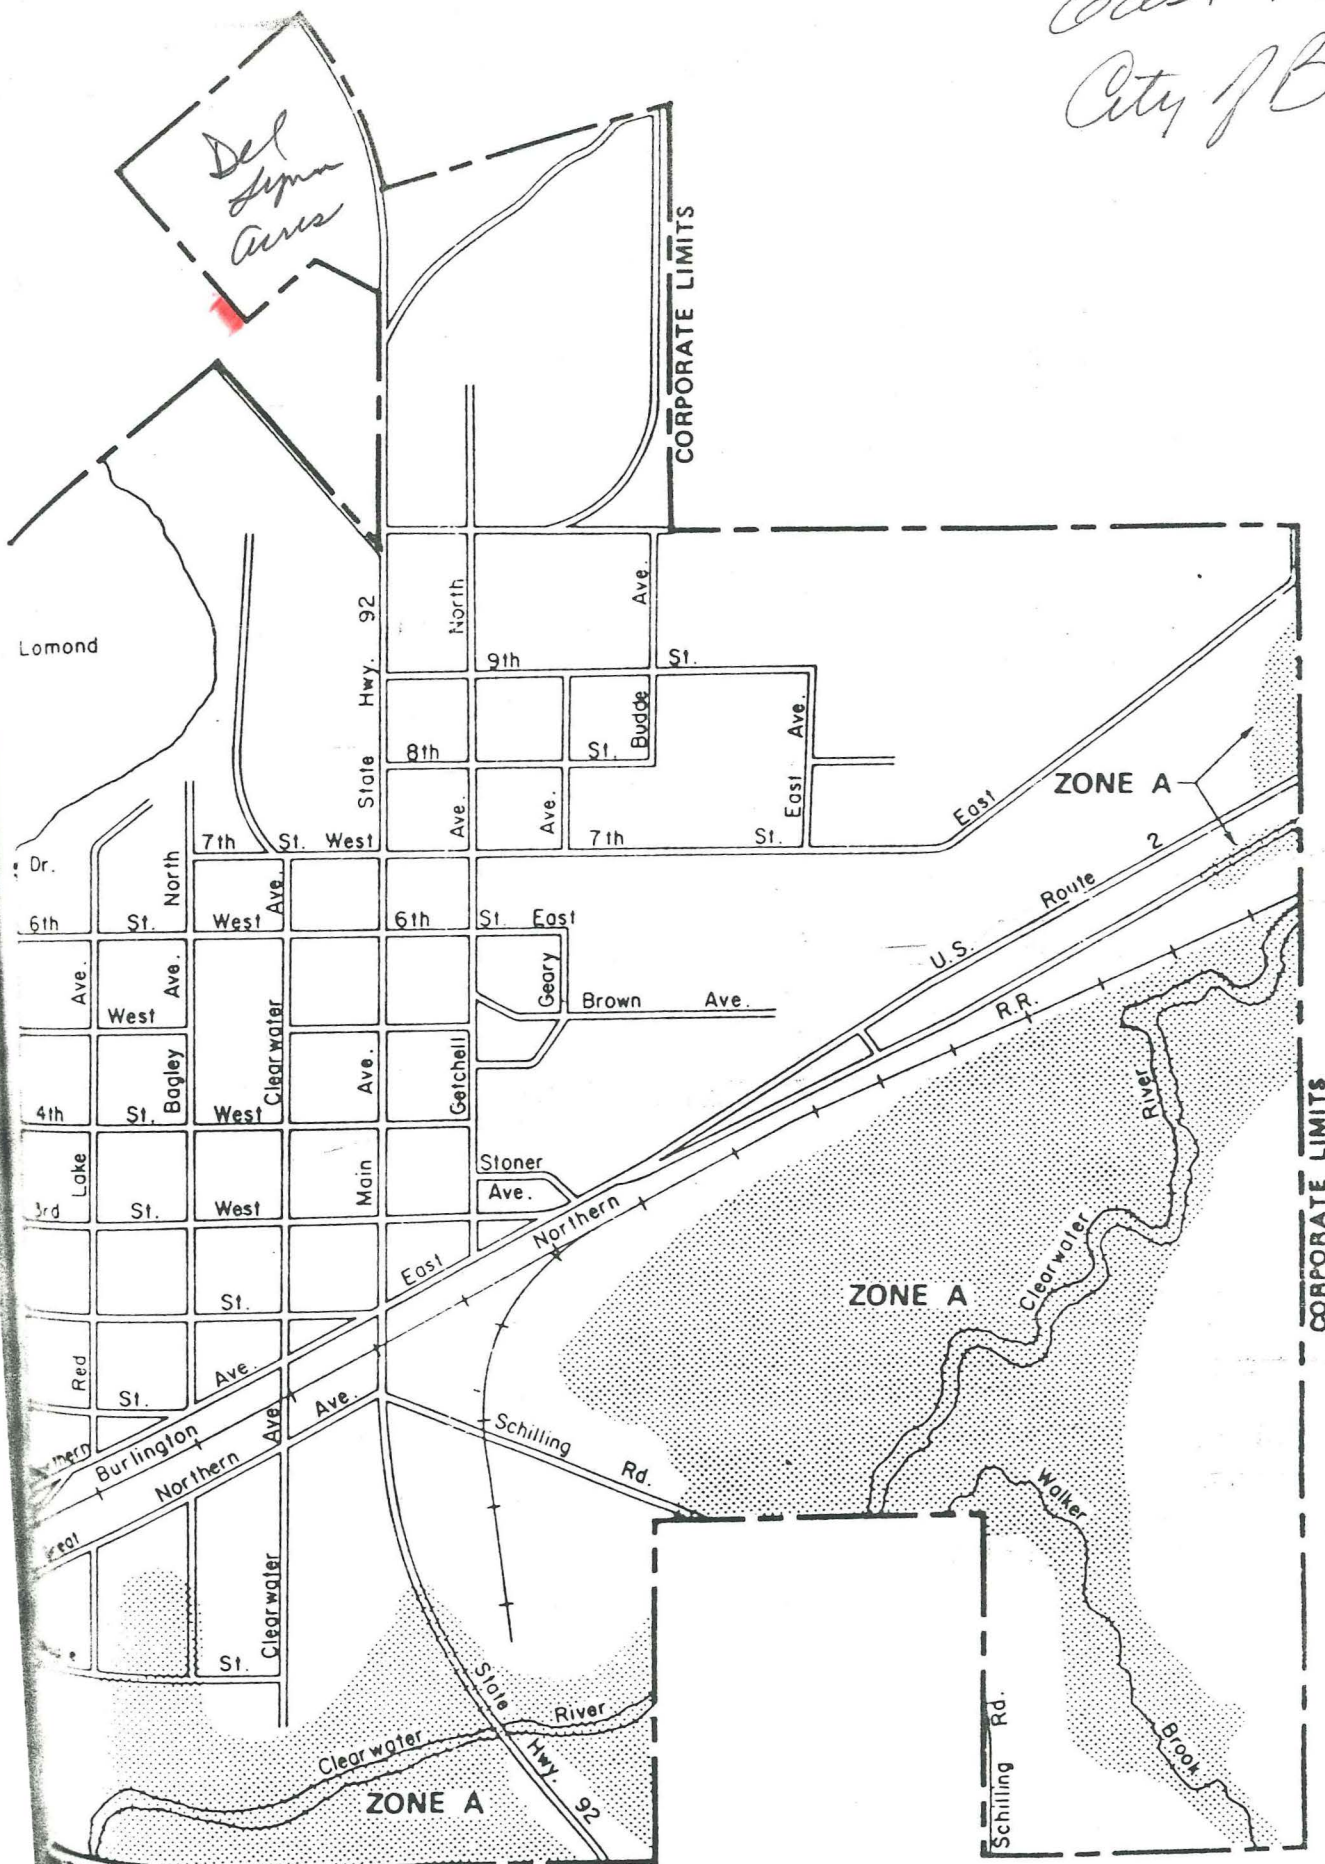 City of B
Del
Lynn
Acres
CORPORATE LIMITS
Lomond
State Hwy. 92
North
Ave.
9th St.
Budde
8th St.
Ave.
Ave.
East Ave.
ZONE A
East
7th St. West
7th St.
Dr.
North
Ave.
U.S. Route 2
6th St. West
6th St. East
Ave.
Ave.
Geary
Brown Ave.
West
Bagley
Clearwater
Ave.
Getchell
R.R.
River
4th St. West
CORPORATE LIMITS
Lake
Main
Stoner
Ave.
3rd St. West
Northern
East
Clearwater
ZONE A
St.
Red
Ave.
St.
Ave.
Ave.
Schilling Rd.
Burlington
Northern
Walker
Clearwater
St.
State Hwy. 92
River
Clearwater
Schilling Rd.
Brook
ZONE A